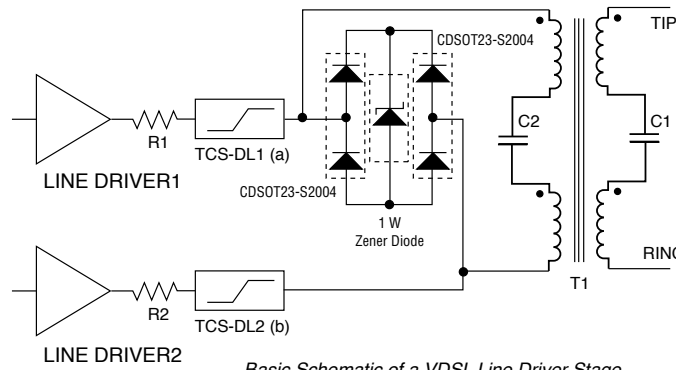 CDSOT23-S2004
TIP
R1
TCS-DL1 (a)
C2
C1
LINE DRIVER1
CDSOT23-S2004
1 W
Zener Diode
RING
T1
R2
TCS-DL2 (b)
LINE DRIVER2
Basic Schematic of a VDSL Line Driver Stage